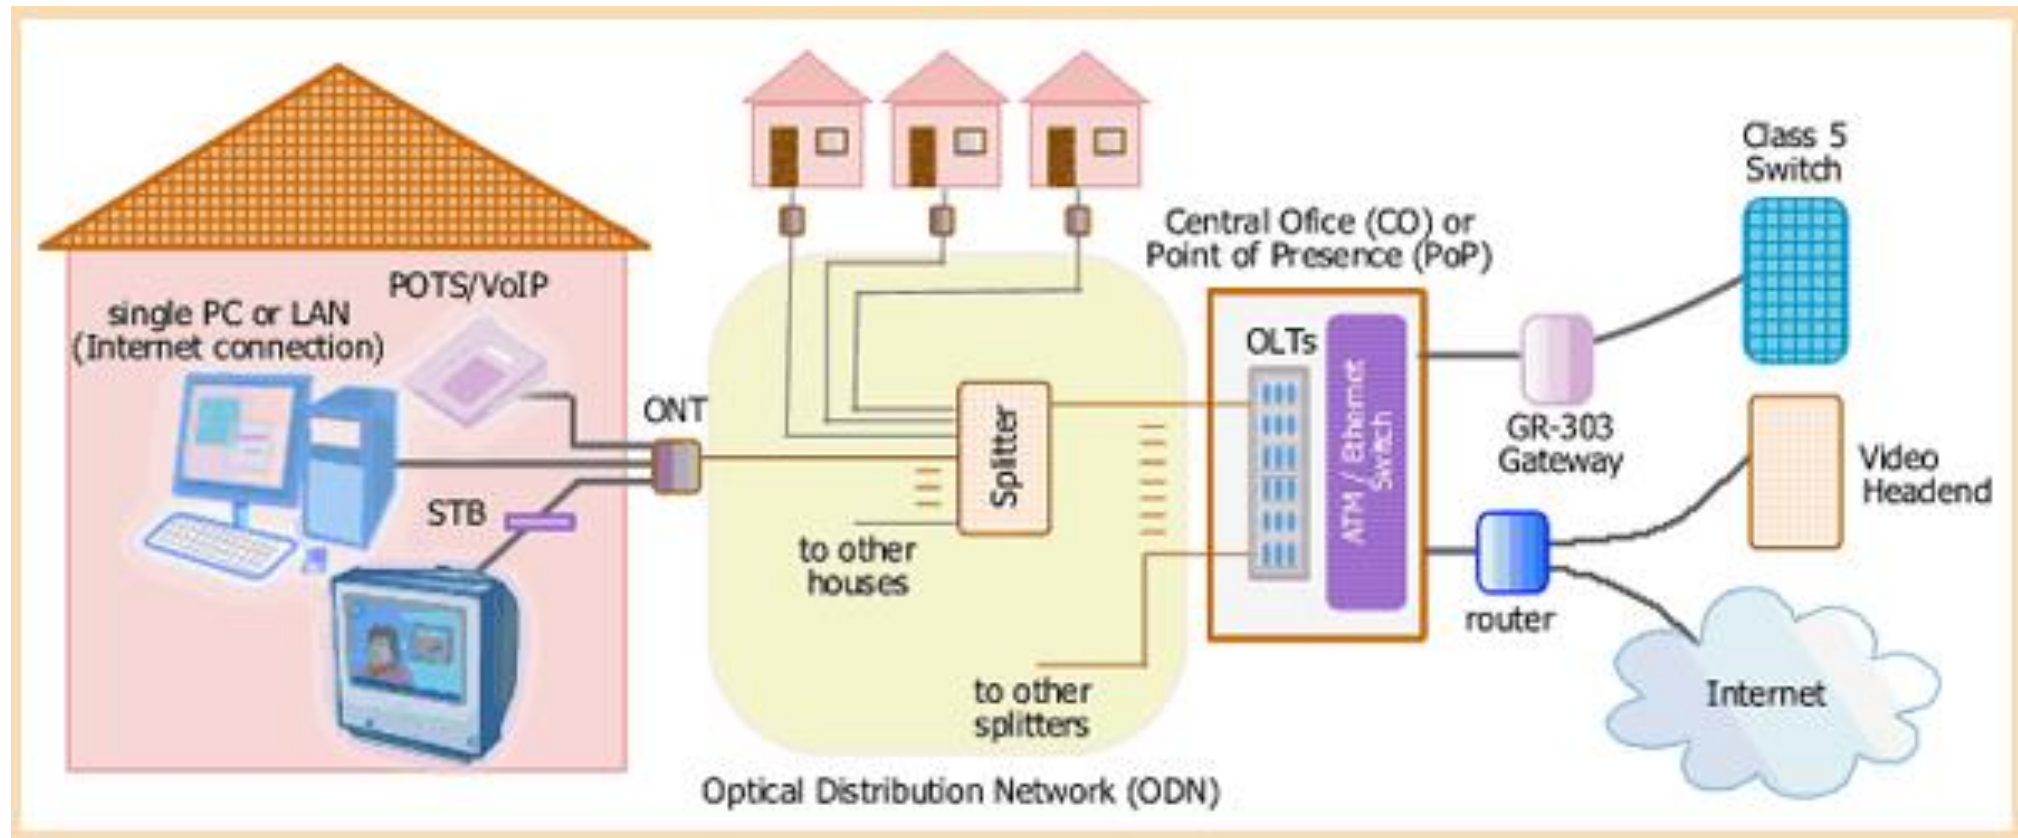 POTS/VoIP
single PC or LAN
(Internet connection)
STB
ONT
Splitter
to other
houses
to other
splitters
Optical Distribution Network (ODN)
Central Ofice (CO) or
Point of Presence (PoP)
OLTs
ATM / Ethernet
Switch
Class 5
Switch
GR-303
Gateway
Video
Headend
router
Internet